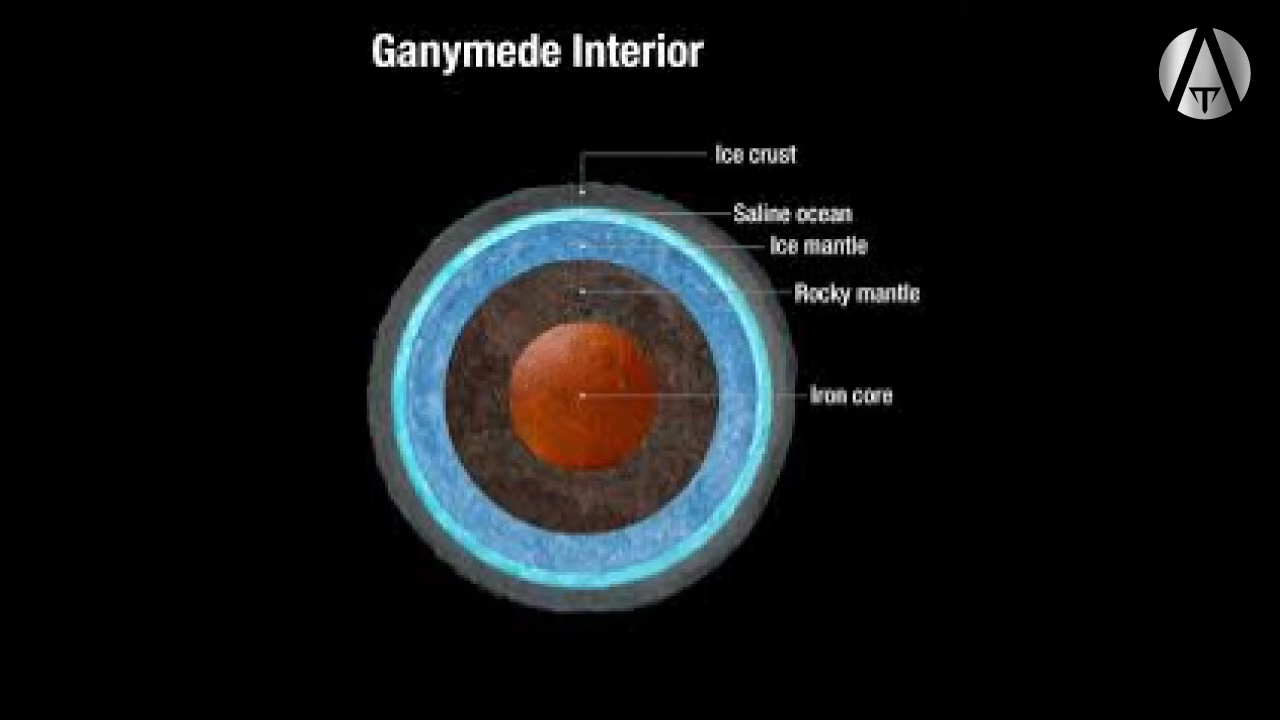 Ganymede Interior
Ice crust
Saline ocean
Ice mantle
Rocky mantle
Iron core